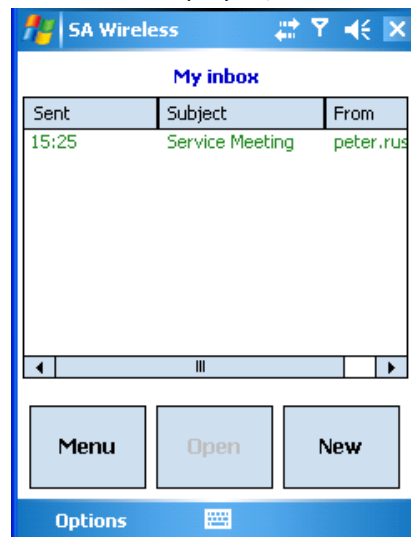 SA Wireless
My inbox
Sent Subject From
15:25 Service Meeting peter.rus
Menu Open New
Options